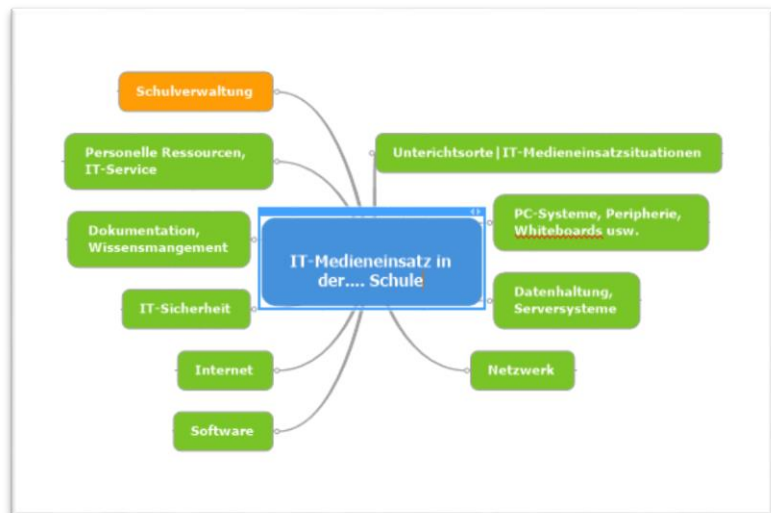 Schulverwaltung
Personelle Ressourcen,
IT-Service
Dokumentation,
Wissensmangement
IT-Sicherheit
Internet
Software
IT-Medieneinsatz in
der.... Schule
Unterichtsorte|IT-Medieneinsatzsituationen
PC-Systeme, Peripherie,
Whiteboards usw.
Datenhaltung,
Serversysteme
Netzwerk